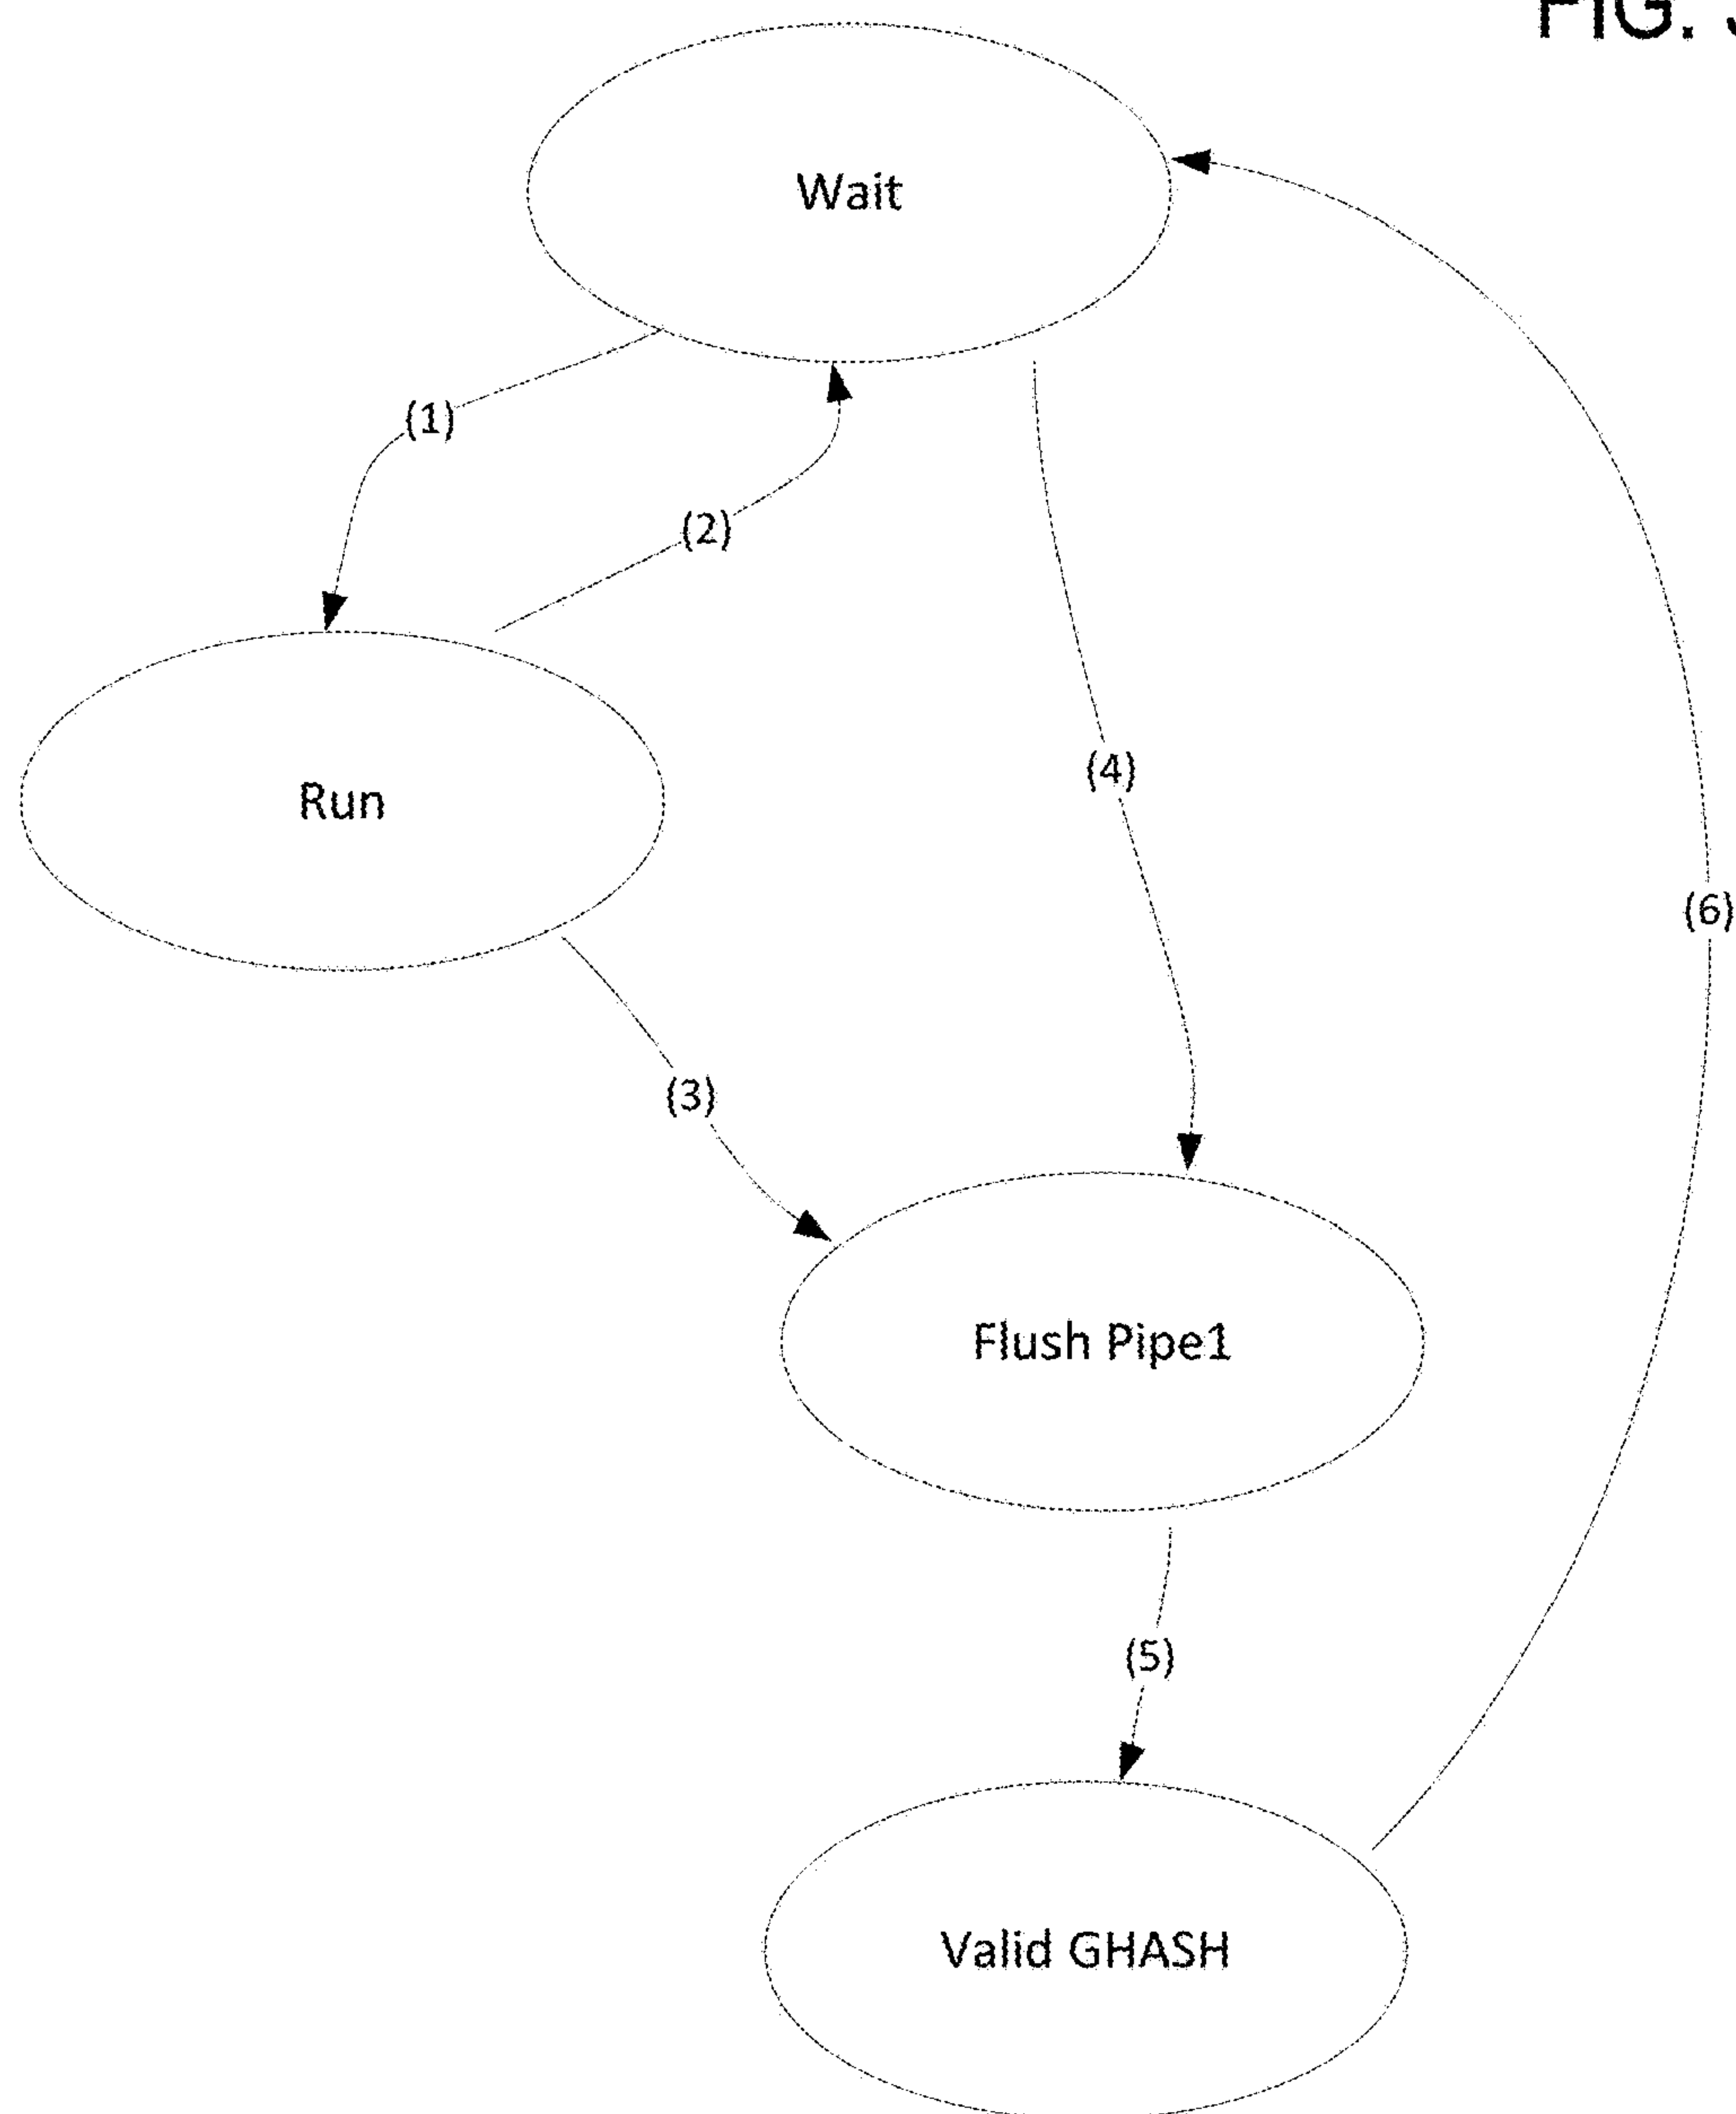 FIG.
Wait
(1)
(2)
Run
(4)
(6)
(3)
Flush Pipe1
(5)
Valid GHASH